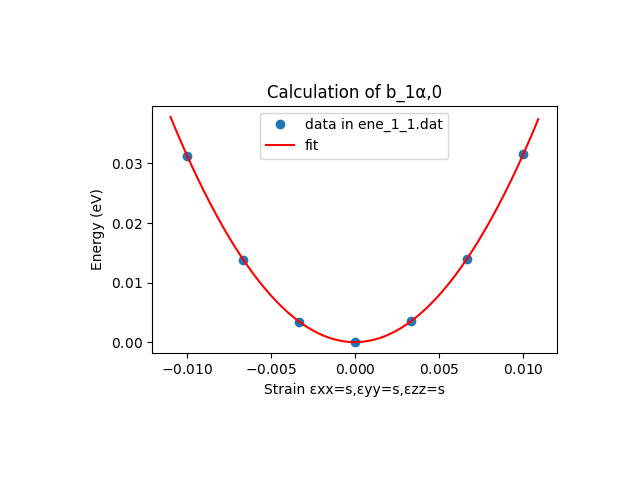 Calculation of b_1α,0
data in ene_1_1.dat
fit
Energy (eV)
0.03
0.02
0.01
0.00
−0.010 −0.005 0.000 0.005 0.010
Strain εxx=s,εyy=s,εzz=s